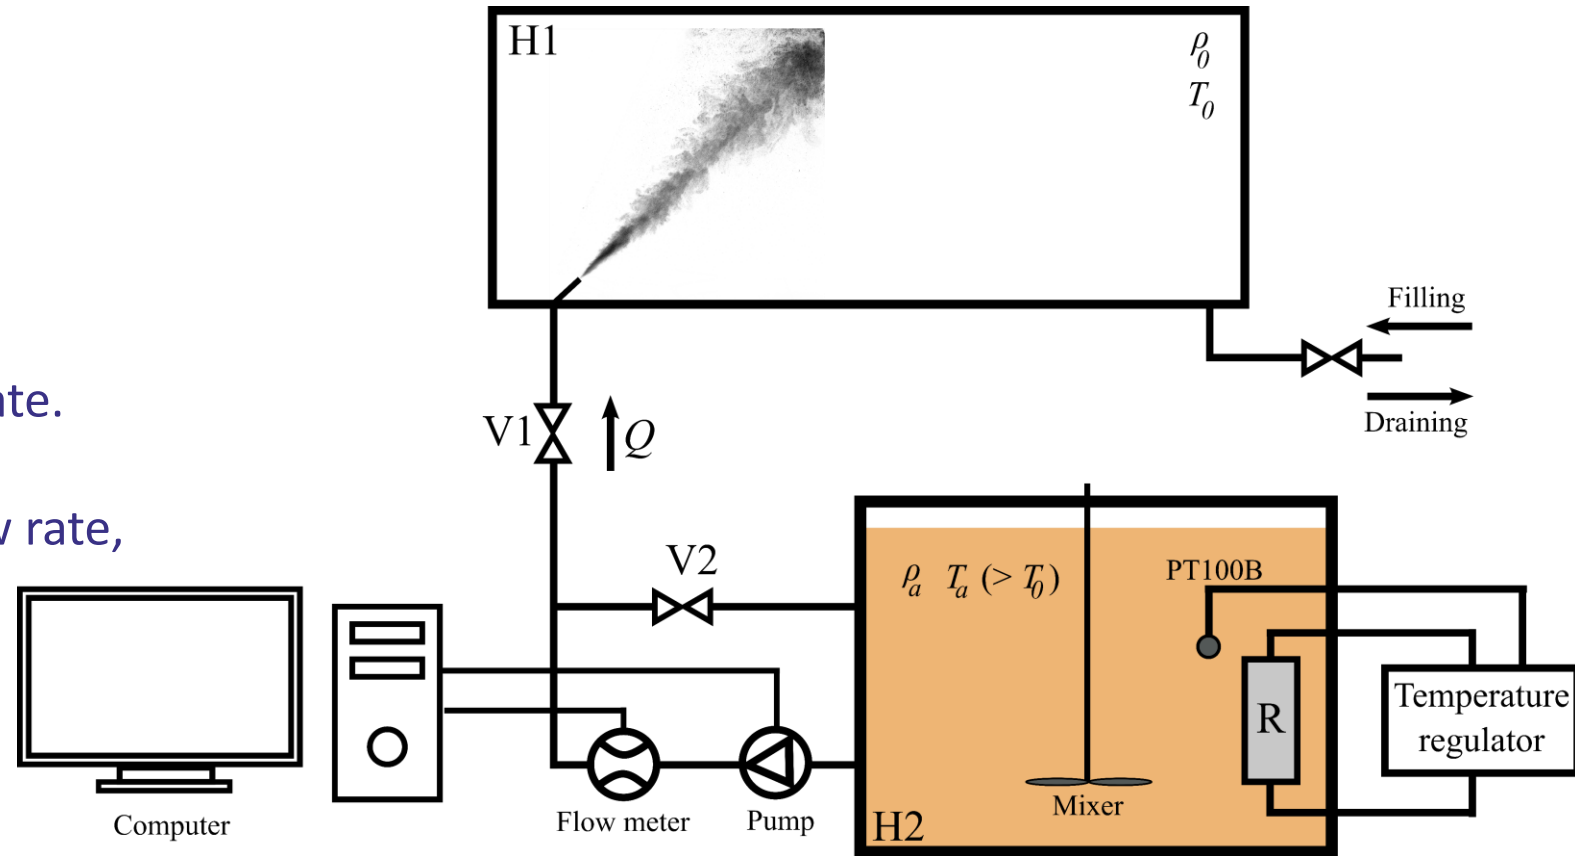 H1
ρ0
T0
Filling
Draining
ate.
V1
Q
w rate,
V2
ρa Ta (> T0)
PT100B
R
Temperature
regulator
Mixer
Computer
Flow meter
Pump
H2